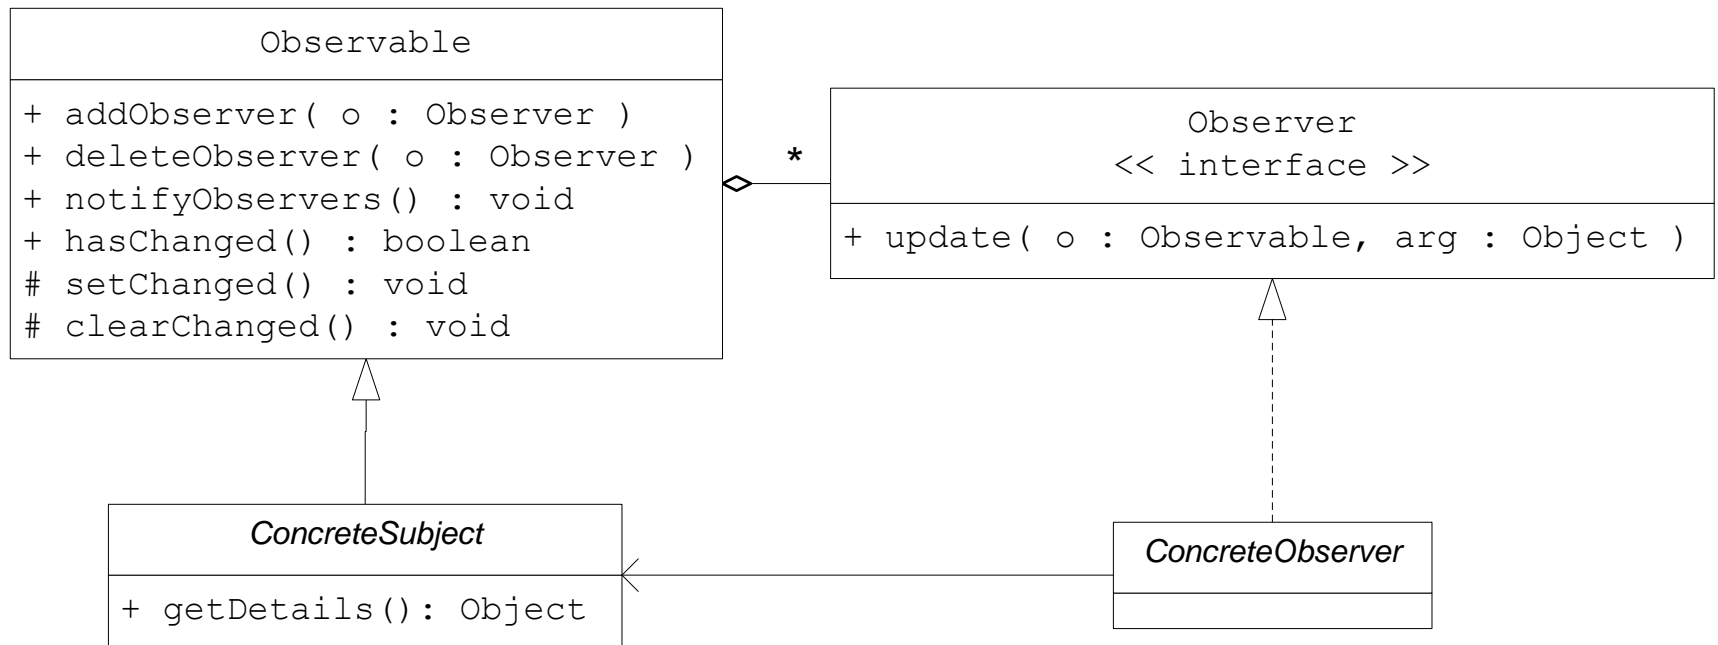 Observable
+ addObserver( o : Observer )
+ deleteObserver( o : Observer )
+ notifyObservers() : void
+ hasChanged() : boolean
# setChanged() : void
# clearChanged() : void
*
Observer
<< interface >>
+ update( o : Observable, arg : Object )
ConcreteSubject
+ getDetails(): Object
ConcreteObserver